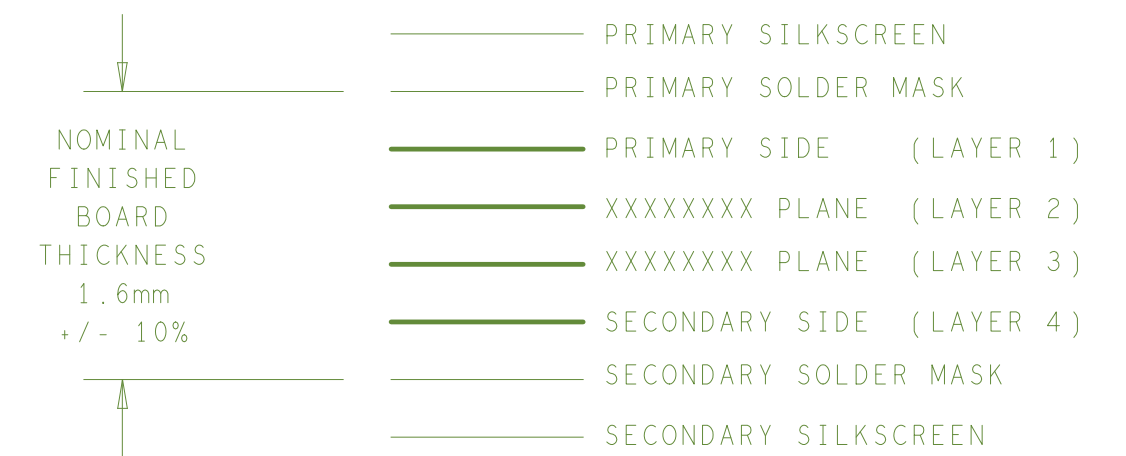 PRIMARY SILKSCREEN
PRIMARY SOLDER MASK
NOMINAL
FINISHED
BOARD
THICKNESS
1.6mm
+/- 10%
PRIMARY SIDE (LAYER 1)
XXXXXXXX PLANE (LAYER 2)
XXXXXXXX PLANE (LAYER 3)
SECONDARY SIDE (LAYER 4)
SECONDARY SOLDER MASK
SECONDARY SILKSCREEN